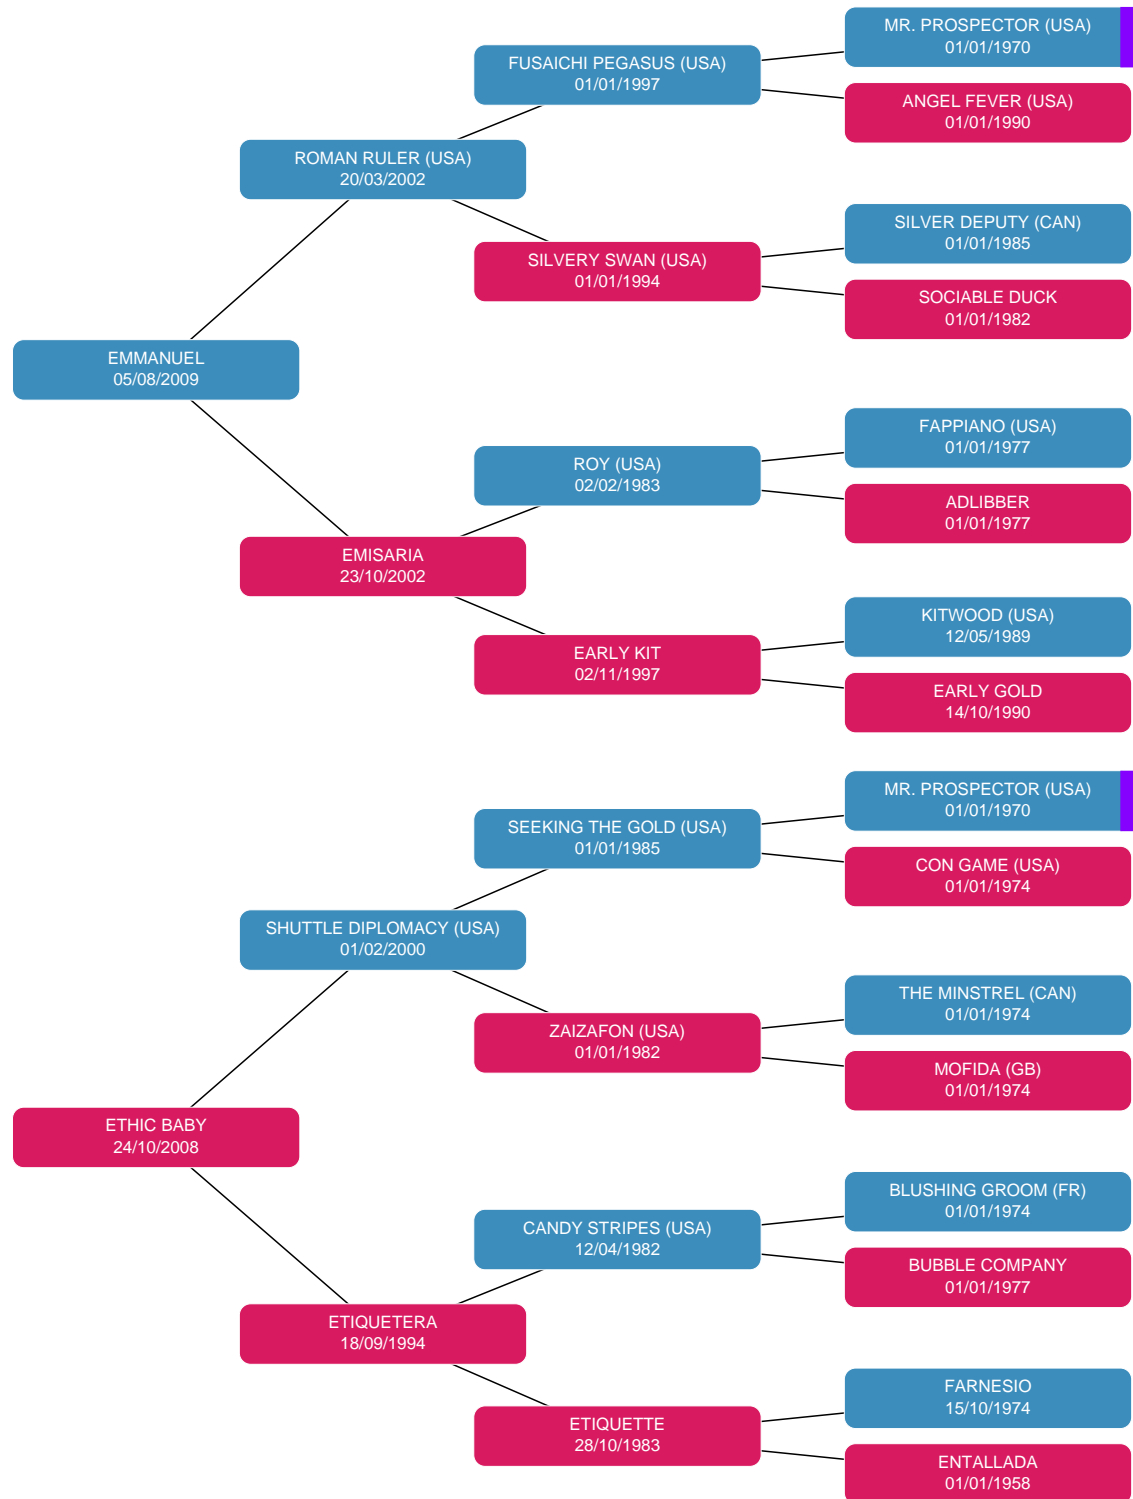 MR. PROSPECTOR (USA)
01/01/1970
FUSAICHI PEGASUS (USA)
01/01/1997
ANGEL FEVER (USA)
01/01/1990
ROMAN RULER (USA)
20/03/2002
SILVER DEPUTY (CAN)
01/01/1985
SILVERY SWAN (USA)
01/01/1994
SOCIABLE DUCK
01/01/1982
EMMANUEL
05/08/2009
FAPPIANO (USA)
01/01/1977
ROY (USA)
02/02/1983
ADLIBBER
01/01/1977
EMISARIA
23/10/2002
KITWOOD (USA)
12/05/1989
EARLY KIT
02/11/1997
EARLY GOLD
14/10/1990
MR. PROSPECTOR (USA)
01/01/1970
SEEKING THE GOLD (USA)
01/01/1985
CON GAME (USA)
01/01/1974
SHUTTLE DIPLOMACY (USA)
01/02/2000
THE MINSTREL (CAN)
01/01/1974
ZAIZAFON (USA)
01/01/1982
MOFIDA (GB)
01/01/1974
ETHIC BABY
24/10/2008
BLUSHING GROOM (FR)
01/01/1974
CANDY STRIPES (USA)
12/04/1982
BUBBLE COMPANY
01/01/1977
ETIQUETERA
18/09/1994
FARNESIO
15/10/1974
ETIQUETTE
28/10/1983
ENTALLADA
01/01/1958